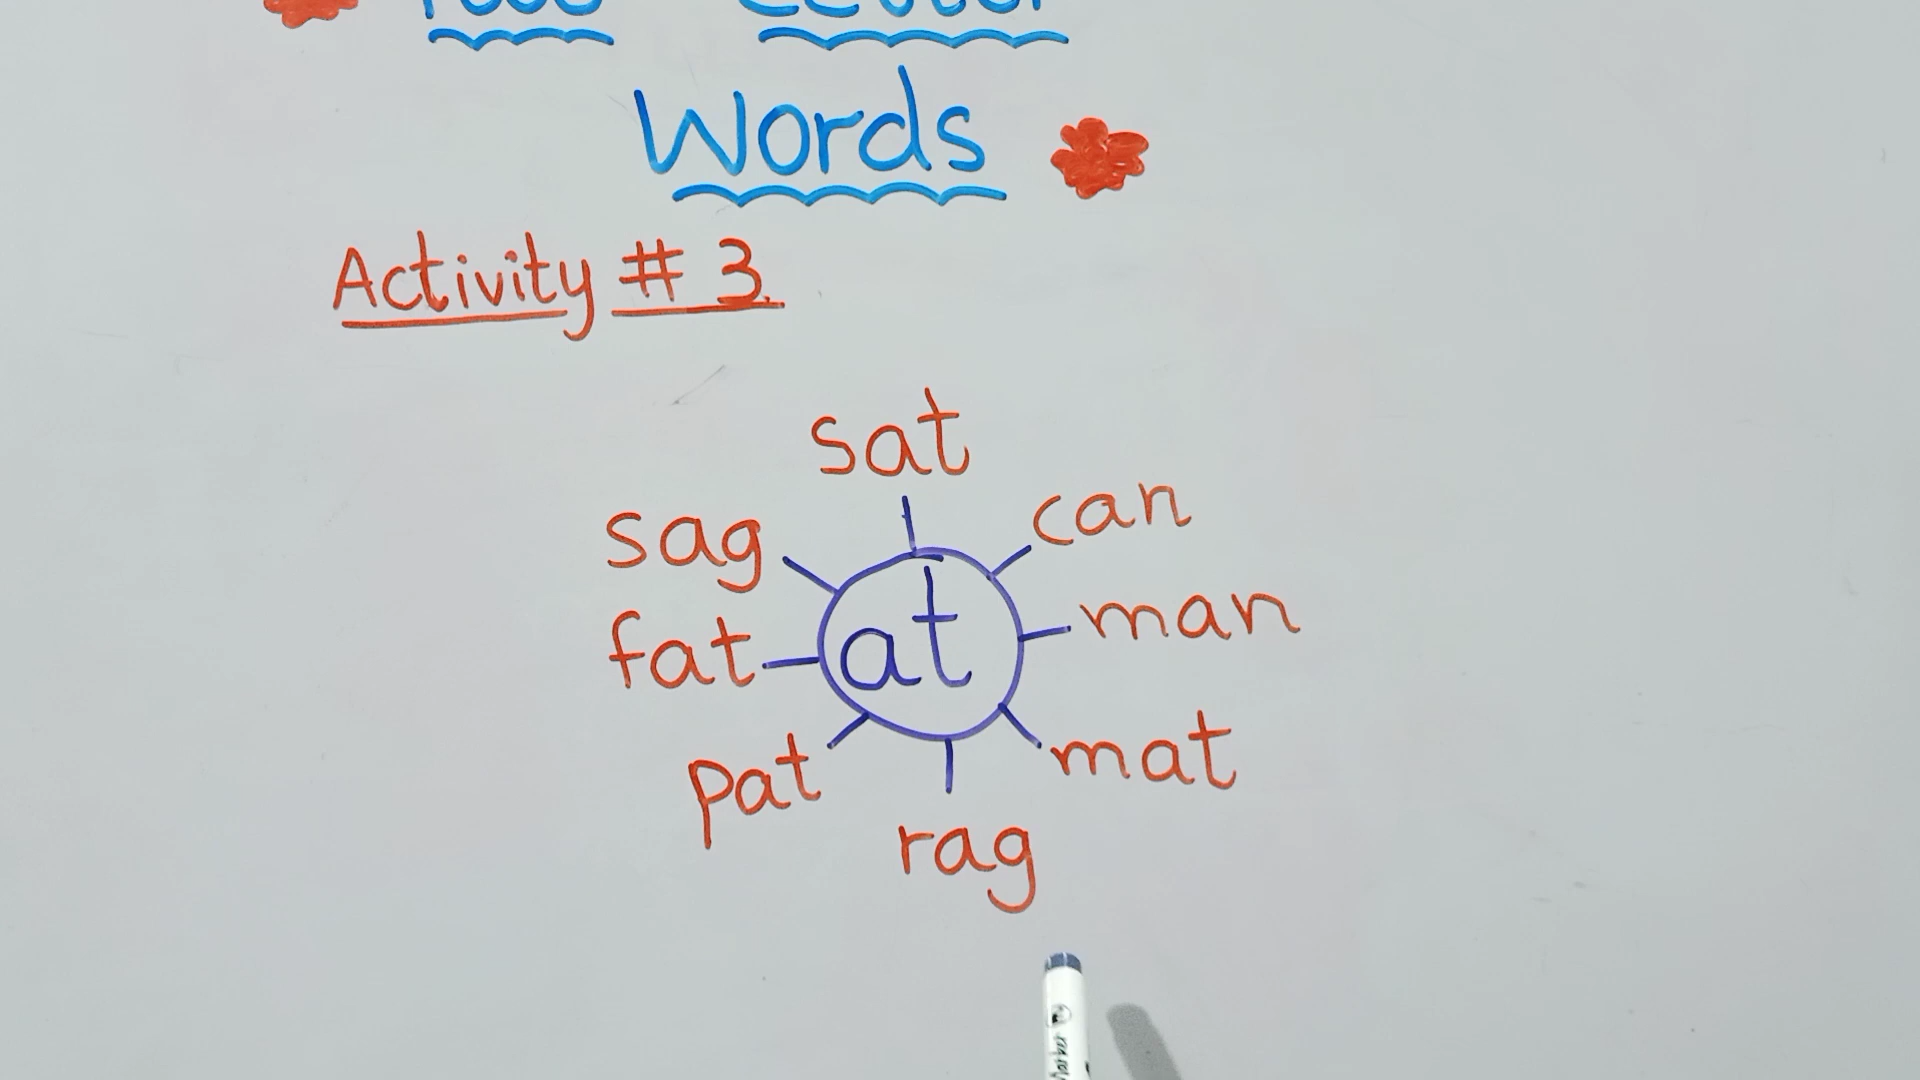 Words
Activity # 3.
sat
sag
can
fat
at
man
pat
mat
rag